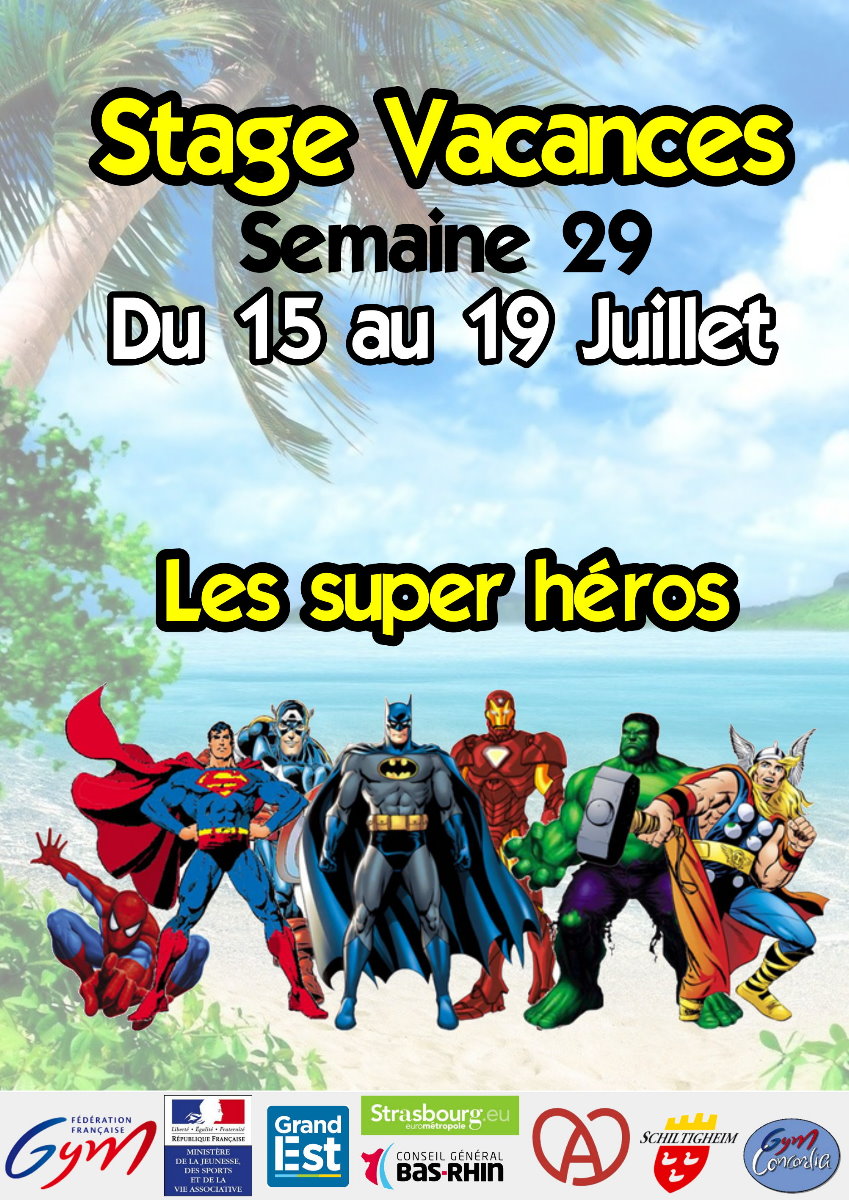 Stage Vacances
Semaine 29
Du 15 au 19 Juillet
Les super héros
FÉDÉRATION
FRANÇAISE
Gym
Liberté • Égalité • Fraternité
RÉPUBLIQUE FRANÇAISE
MINISTÈRE
DE LA JEUNESSE,
DES SPORTS
ET DE LA
VIE ASSOCIATIVE
Grand
Est
Strasbourg.eu
eurométropole
CONSEIL GÉNÉRAL
BAS-RHIN
A
SCHILTIGHEIM
Gym
Concordia